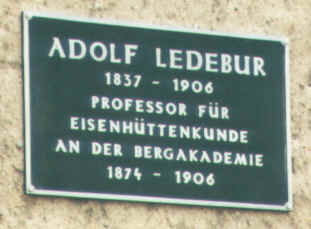 ADOLF LEDEBUR
1837 - 1906
PROFESSOR FÜR
EISENHÜTTENKUNDE
AN DER BERGAKADEMIE
1874 - 1906